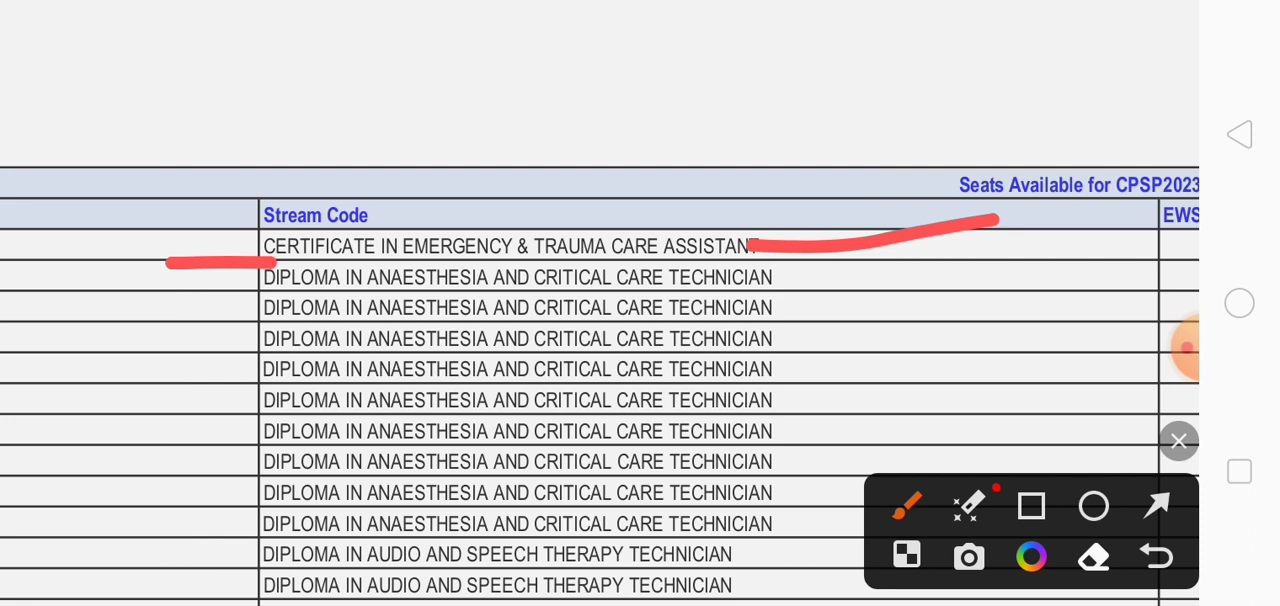 Seats Available for CPSP2023
Stream Code EWS
CERTIFICATE IN EMERGENCY & TRAUMA CARE ASSISTANT
DIPLOMA IN ANAESTHESIA AND CRITICAL CARE TECHNICIAN
DIPLOMA IN ANAESTHESIA AND CRITICAL CARE TECHNICIAN
DIPLOMA IN ANAESTHESIA AND CRITICAL CARE TECHNICIAN
DIPLOMA IN ANAESTHESIA AND CRITICAL CARE TECHNICIAN
DIPLOMA IN ANAESTHESIA AND CRITICAL CARE TECHNICIAN
DIPLOMA IN ANAESTHESIA AND CRITICAL CARE TECHNICIAN
DIPLOMA IN ANAESTHESIA AND CRITICAL CARE TECHNICIAN
DIPLOMA IN ANAESTHESIA AND CRITICAL CARE TECHNICIAN
DIPLOMA IN ANAESTHESIA AND CRITICAL CARE TECHNICIAN
DIPLOMA IN AUDIO AND SPEECH THERAPY TECHNICIAN
DIPLOMA IN AUDIO AND SPEECH THERAPY TECHNICIAN